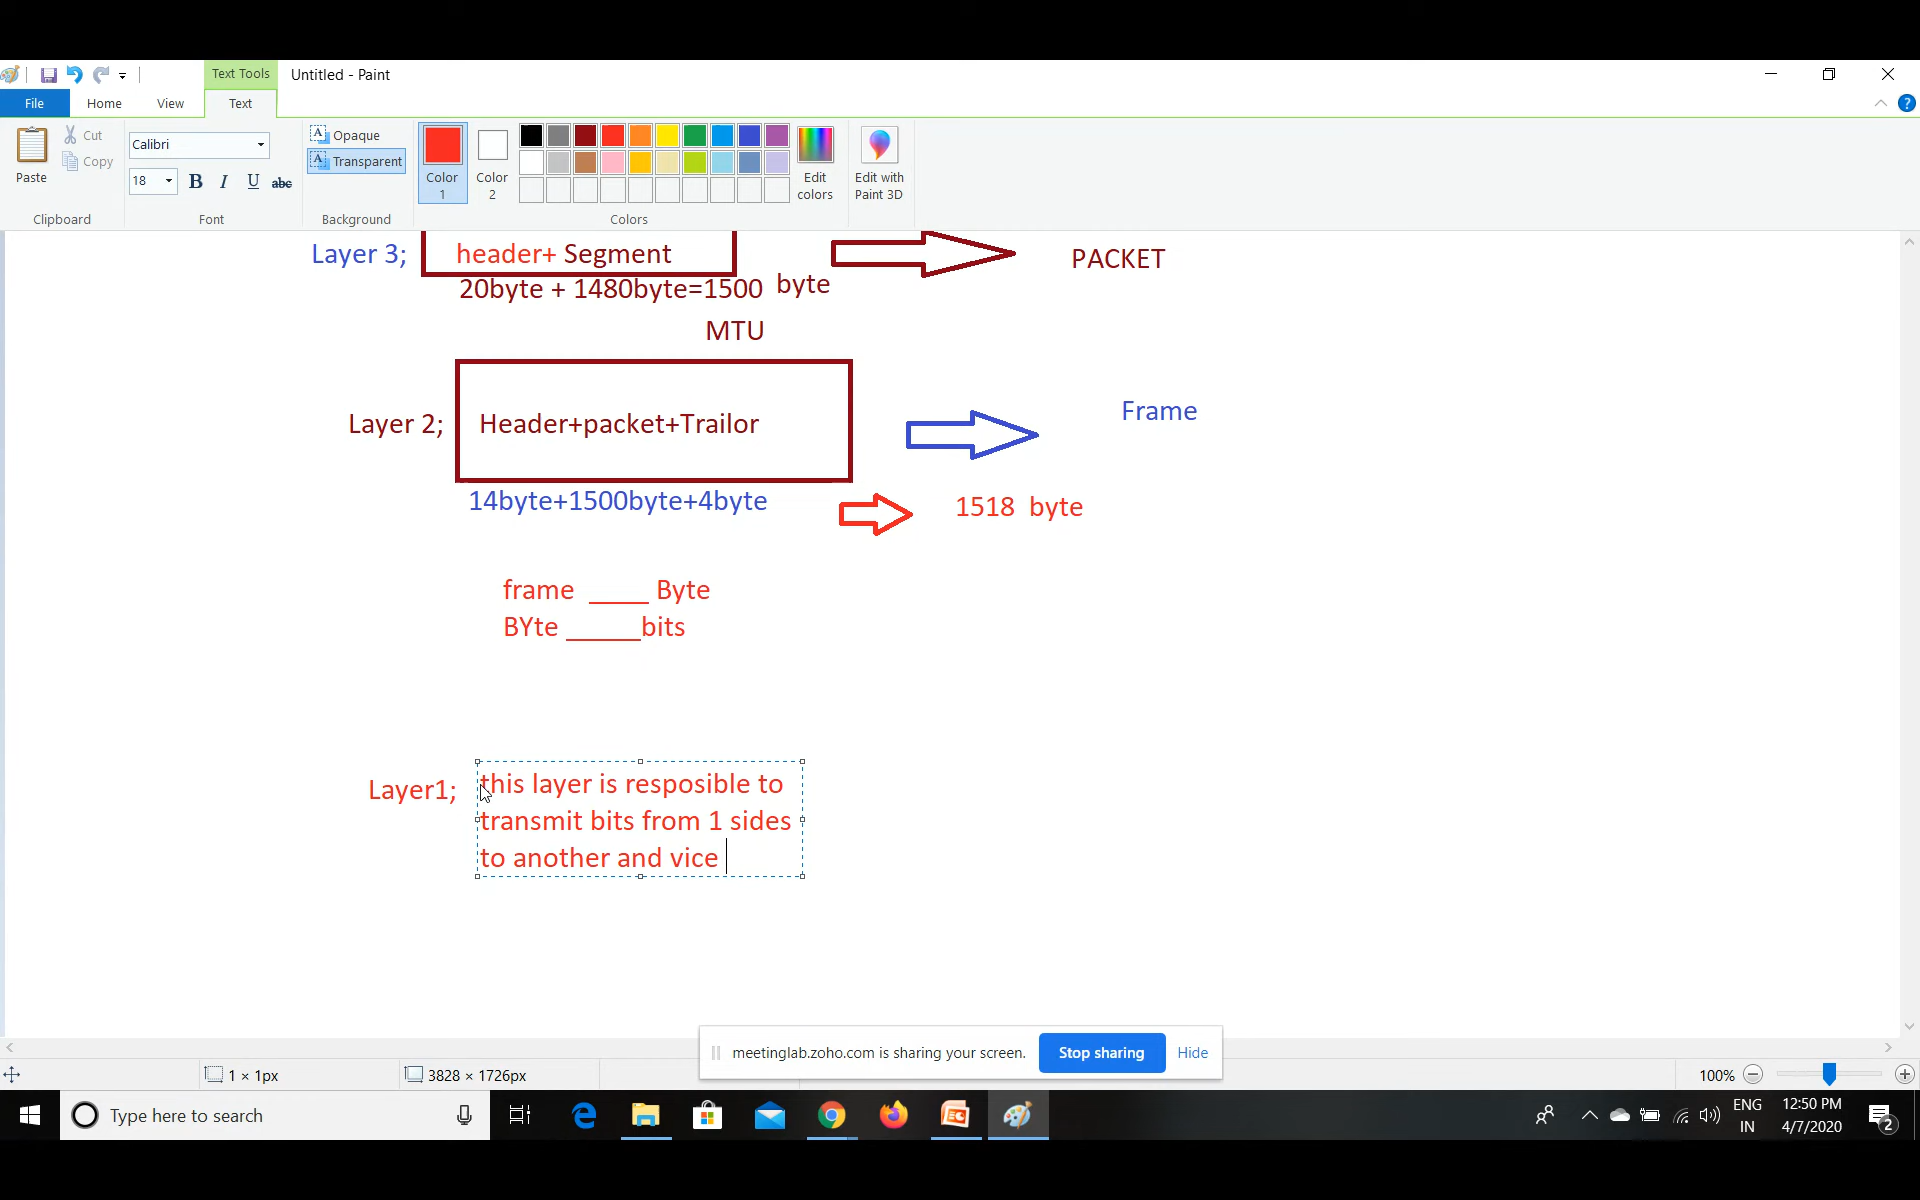 Text Tools
Untitled - Paint
File
Home
View
Text
Paste
Cut
Copy
Clipboard
Calibri
18
B I U abc
Font
Opaque
Transparent
Background
Color
1
Color
2
Edit
colors
Colors
Edit with
Paint 3D
Layer 3;
header+ Segment
PACKET
20byte + 1480byte=1500 byte
MTU
Layer 2;
Header+packet+Trailor
Frame
14byte+1500byte+4byte
1518 byte
frame ____ Byte
BYte _____bits
Layer1;
this layer is resposible to
transmit bits from 1 sides
to another and vice
meetinglab.zoho.com is sharing your screen.
Stop sharing
Hide
1 × 1px
3828 × 1726px
100%
Type here to search
ENG
IN
12:50 PM
4/7/2020
2